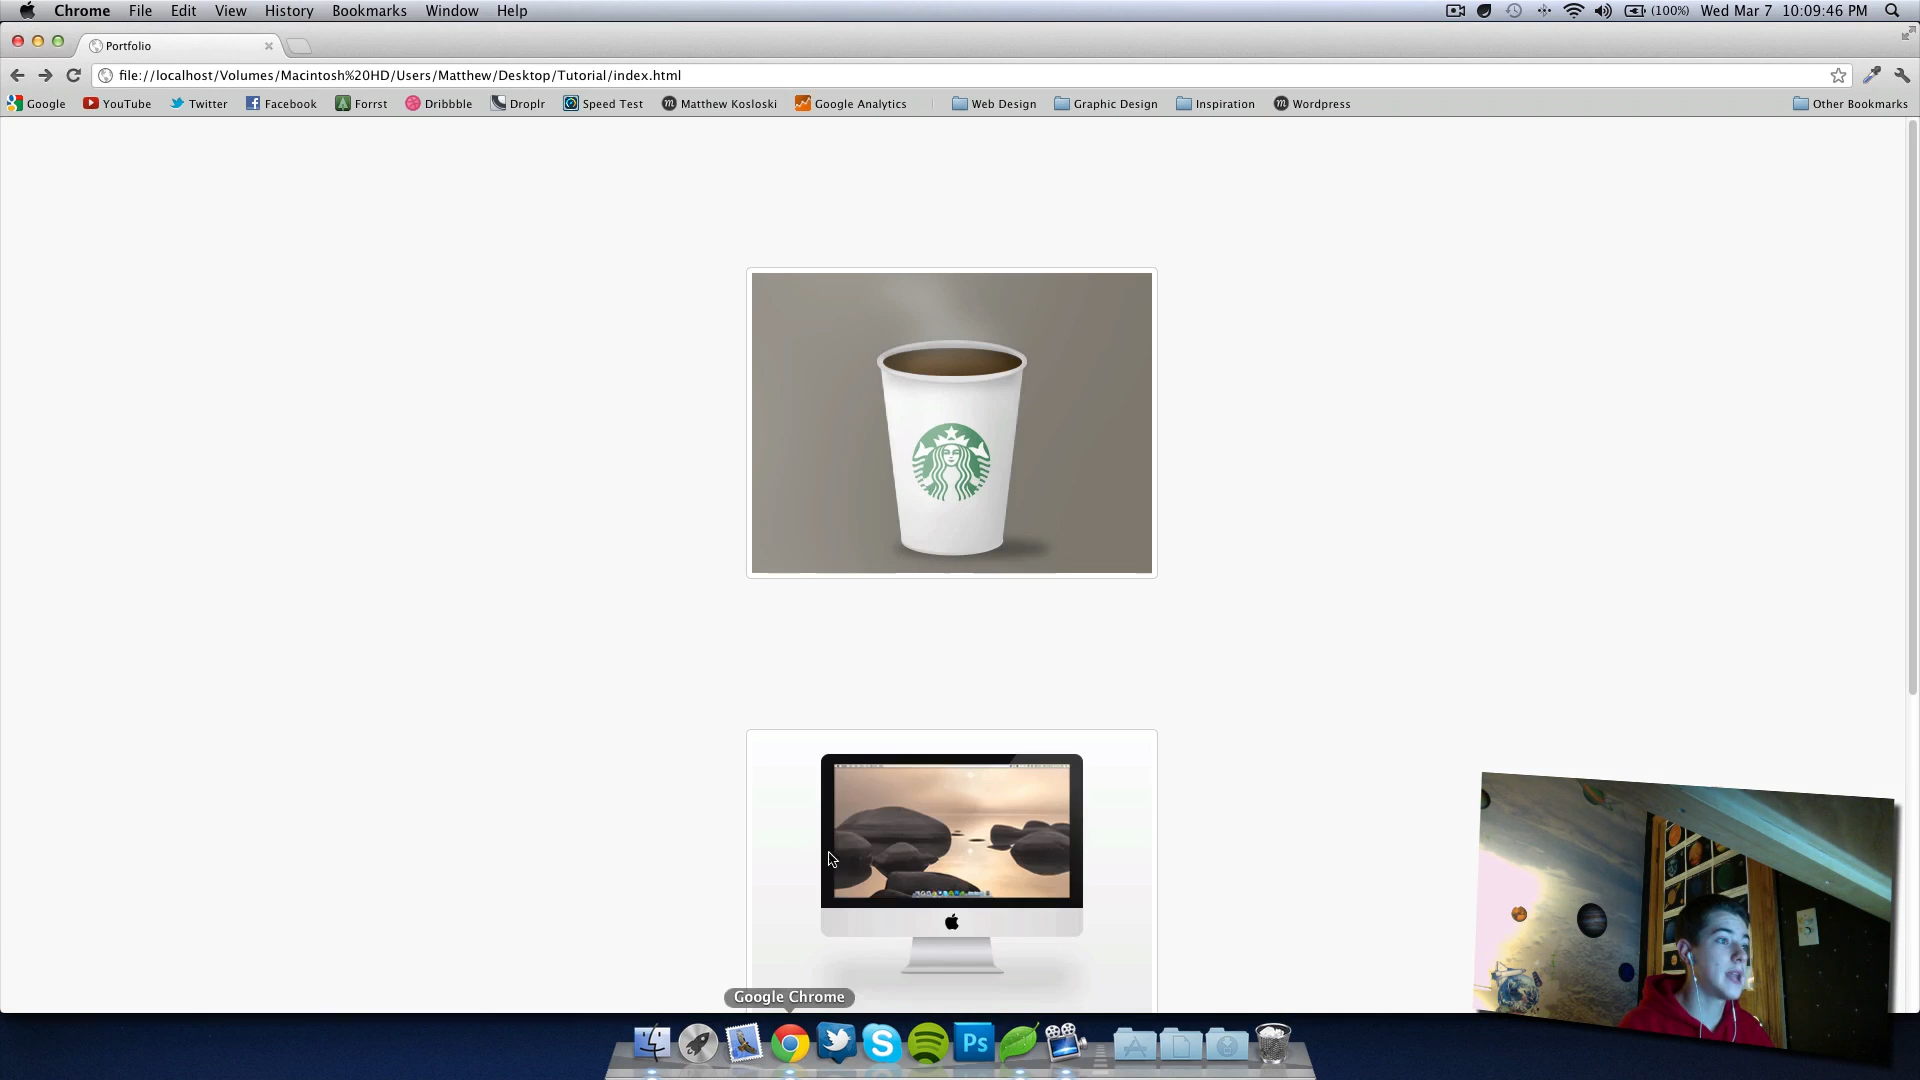 Chrome File Edit View History Bookmarks Window Help (100%) Wed Mar 7 10:09:46 PM
Portfolio
file://localhost/Volumes/Macintosh%20HD/Users/Matthew/Desktop/Tutorial/index.html
Google YouTube Twitter Facebook Forrst Dribbble Droplr Speed Test Matthew Kosloski Google Analytics Web Design Graphic Design Inspiration Wordpress Other Bookmarks
Google Chrome
Ps